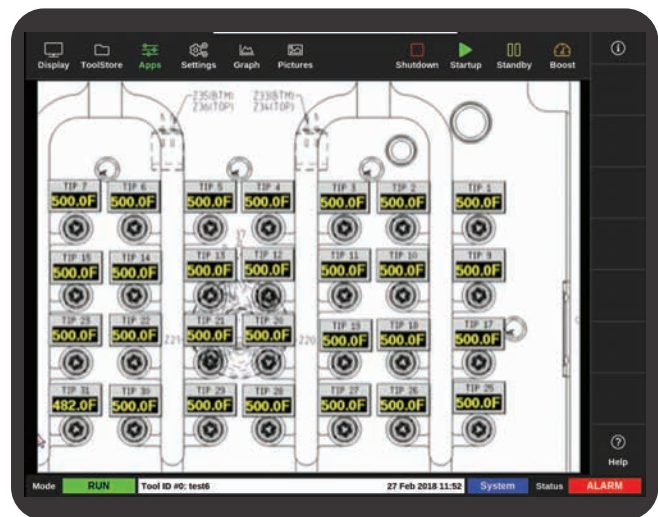 Display ToolStore Apps Settings Graph Pictures Shutdown Startup Standby Boost
Z35(BTM) Z33(BTM)
Z36(TOP) Z34(TOP)
TIP 7 TIP 6 TIP 5 TIP 4 TIP 3 TIP 2 TIP 1
500.0F 500.0F 500.0F 500.0F 500.0F 500.0F 500.0F
TIP 15 TIP 14 TIP 13 TIP 12 TIP 11 TIP 10 TIP 9
500.0F 500.0F 500.0F 500.0F 500.0F 500.0F 500.0F
TIP 23 TIP 22 TIP 21 TIP 20 TIP 19 TIP 18 TIP 17
500.0F 500.0F Z21 500.0F 500.0F Z20 500.0F 500.0F 500.0F
TIP 31 TIP 30 TIP 29 TIP 28 TIP 27 TIP 26 TIP 25
482.0F 500.0F 500.0F 500.0F 500.0F 500.0F 500.0F
Help
Mode RUN Tool ID #0: test6 27 Feb 2018 11:52 System Status ALARM